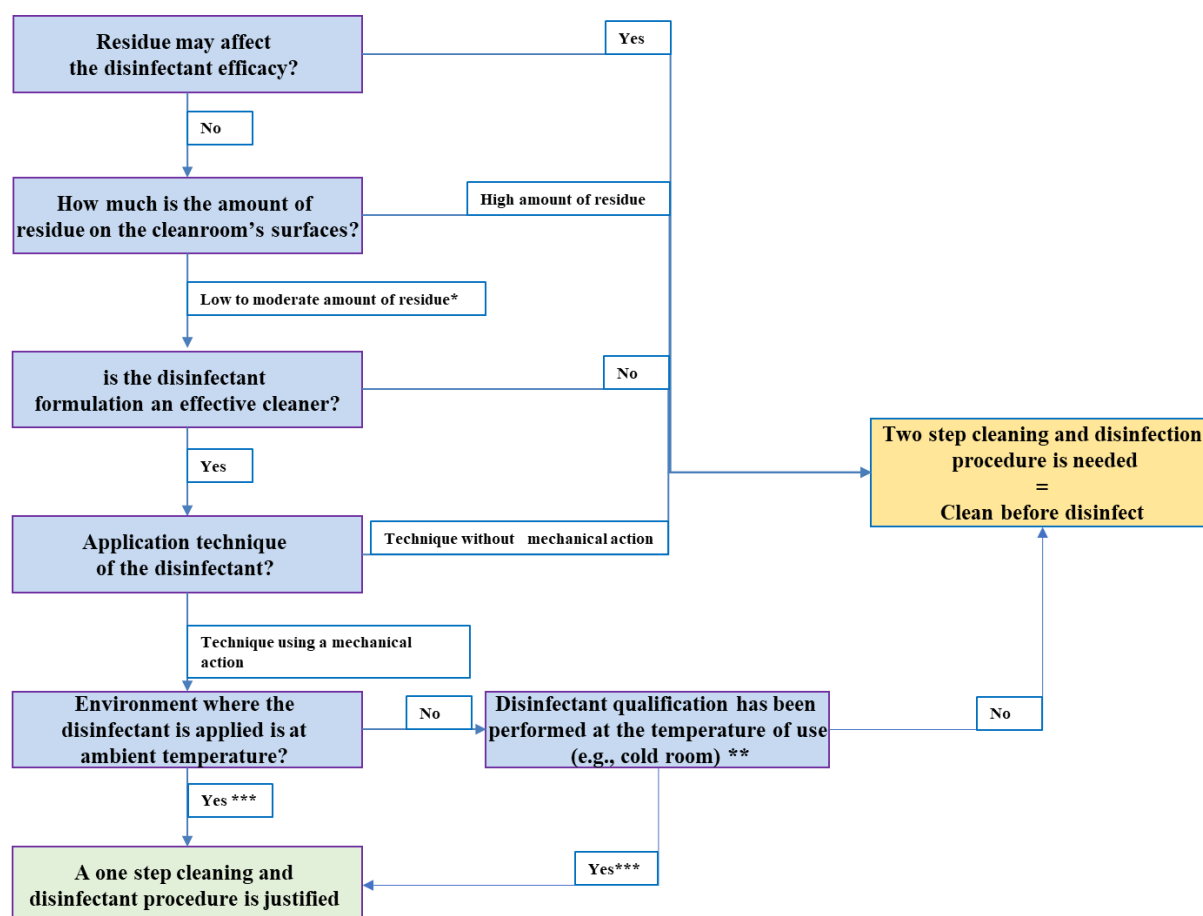 Residue may affect
the disinfectant efficacy?
Yes
No
How much is the amount of
residue on the cleanroom’s surfaces?
High amount of residue
Low to moderate amount of residue*
is the disinfectant
formulation an effective cleaner?
No
Yes
Two step cleaning and disinfection
procedure is needed
=
Clean before disinfect
Application technique
of the disinfectant?
Technique without mechanical action
Technique using a mechanical
action
Environment where the
disinfectant is applied is at
ambient temperature?
No
Disinfectant qualification has been
performed at the temperature of use
(e.g., cold room) **
No
Yes ***
Yes***
A one step cleaning and
disinfectant procedure is justified